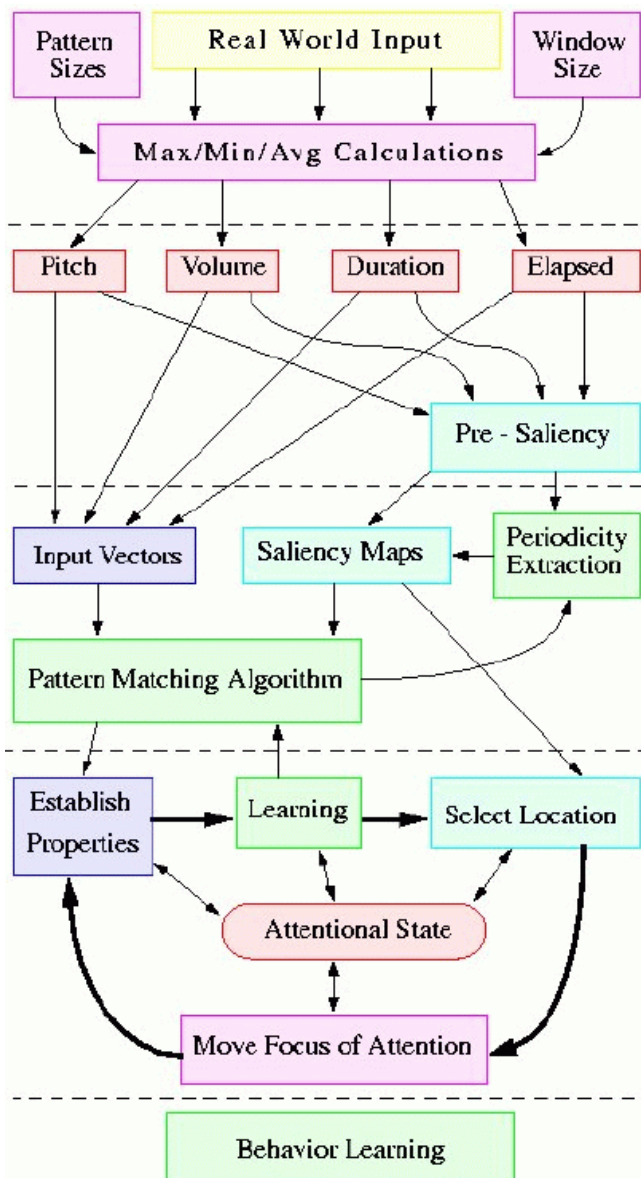 Pattern
Sizes
Real World Input
Window
Size
Max/Min/Avg Calculations
Pitch
Volume
Duration
Elapsed
Pre - Saliency
Input Vectors
Saliency Maps
Periodicity
Extraction
Pattern Matching Algorithm
Establish
Properties
Learning
Select Location
Attentional State
Move Focus of Attention
Behavior Learning